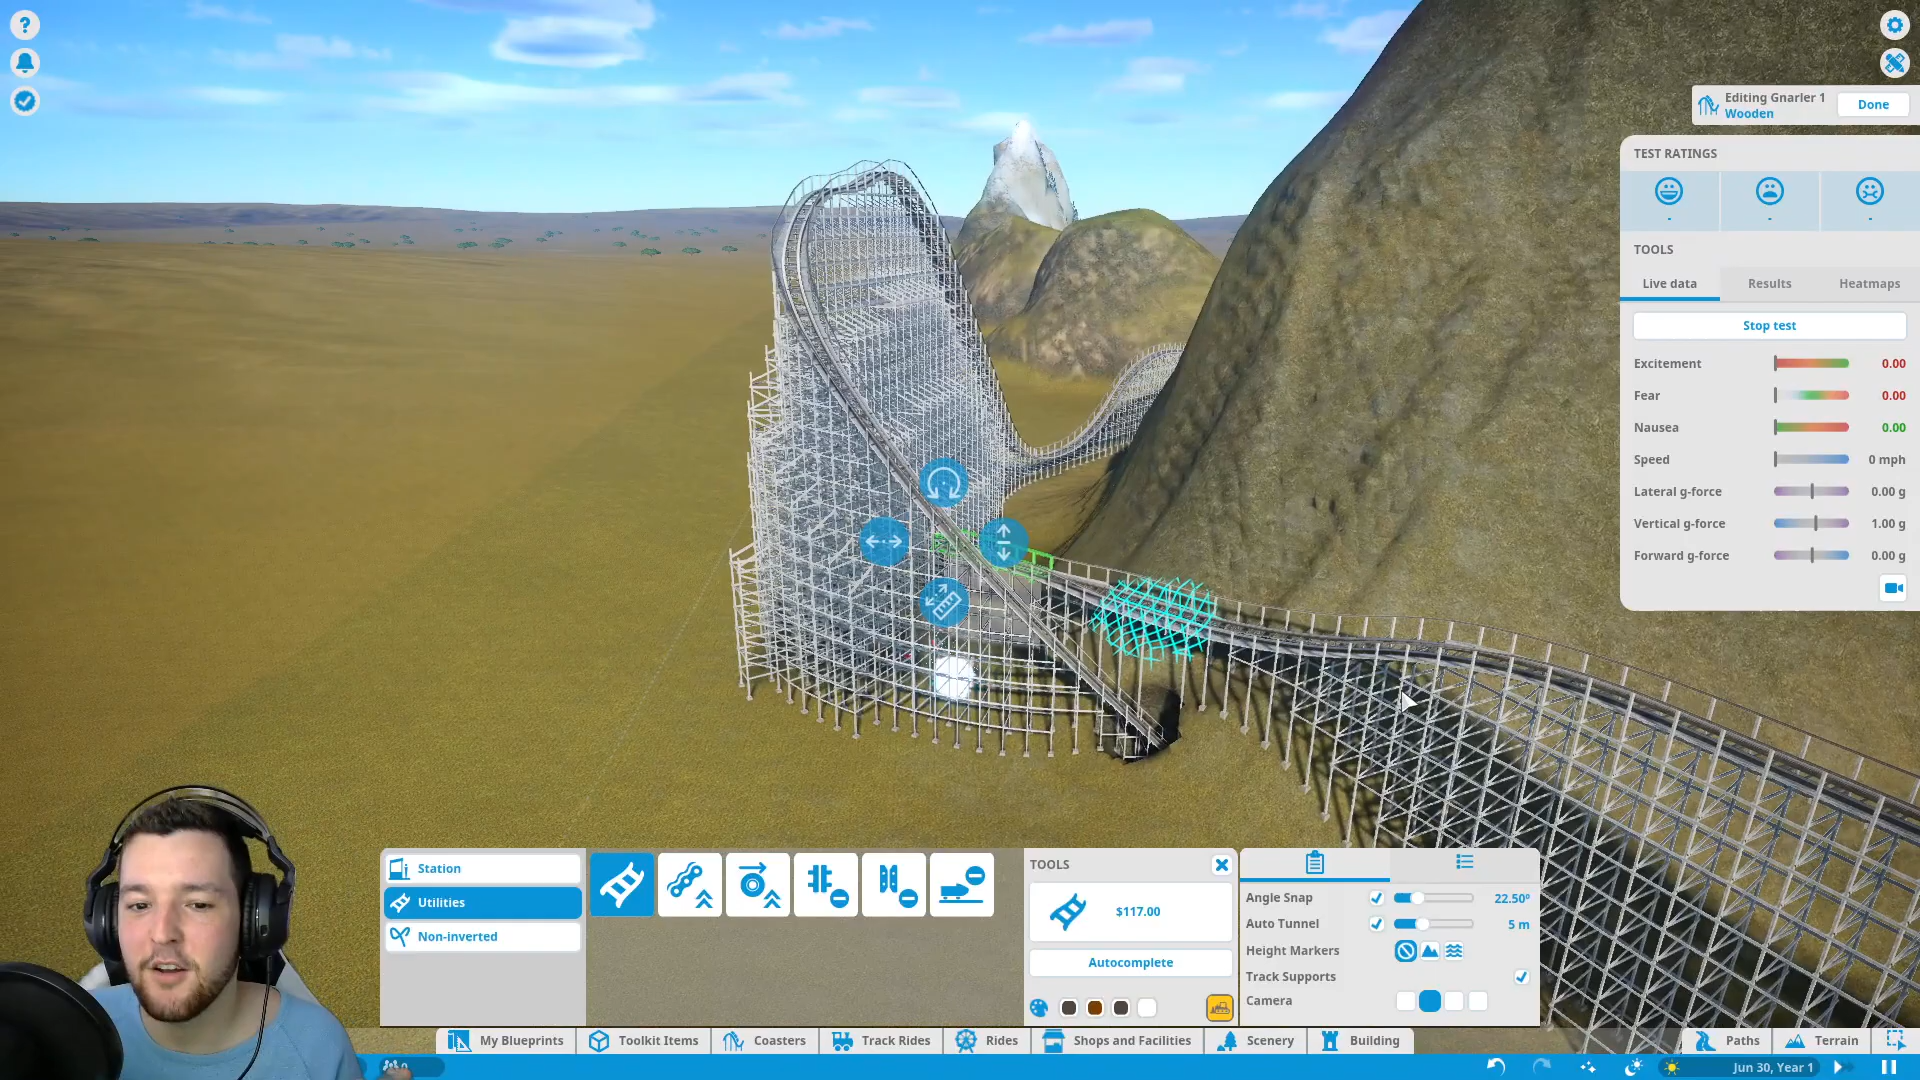 ?
Editing Gnarler 1
Wooden
Done
TEST RATINGS
-
-
-
TOOLS
Live data
Results
Heatmaps
Stop test
Excitement 0.00
Fear 0.00
Nausea 0.00
Speed 0 mph
Lateral g-force 0.00 g
Vertical g-force 1.00 g
Forward g-force 0.00 g
Station
Utilities
Non-inverted
TOOLS
$117.00
Autocomplete
Angle Snap 22.50º
Auto Tunnel 5 m
Height Markers
Track Supports
Camera
My Blueprints
Toolkit Items
Coasters
Track Rides
Rides
Shops and Facilities
Scenery
Building
Paths
Terrain
Jun 30, Year 1